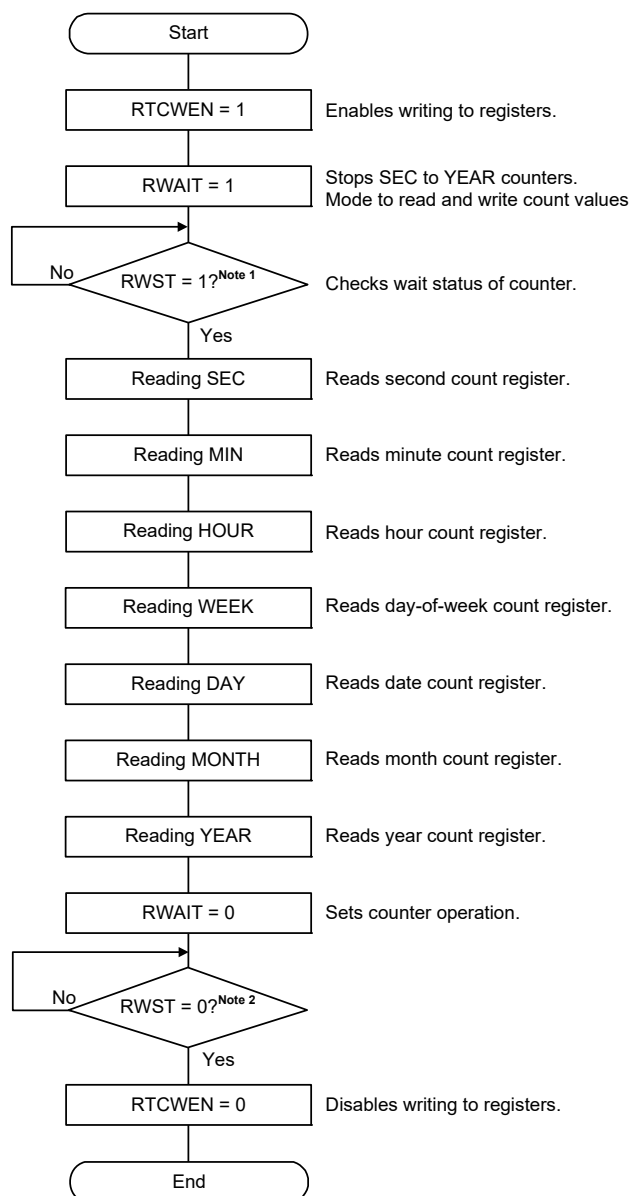 Start
RTCWEN = 1
Enables writing to registers.
RWAIT = 1
Stops SEC to YEAR counters.
Mode to read and write count values
No
RWST = 1?Note 1
Checks wait status of counter.
Yes
Reading SEC
Reads second count register.
Reading MIN
Reads minute count register.
Reading HOUR
Reads hour count register.
Reading WEEK
Reads day-of-week count register.
Reading DAY
Reads date count register.
Reading MONTH
Reads month count register.
Reading YEAR
Reads year count register.
RWAIT = 0
Sets counter operation.
No
RWST = 0?Note 2
Yes
RTCWEN = 0
Disables writing to registers.
End